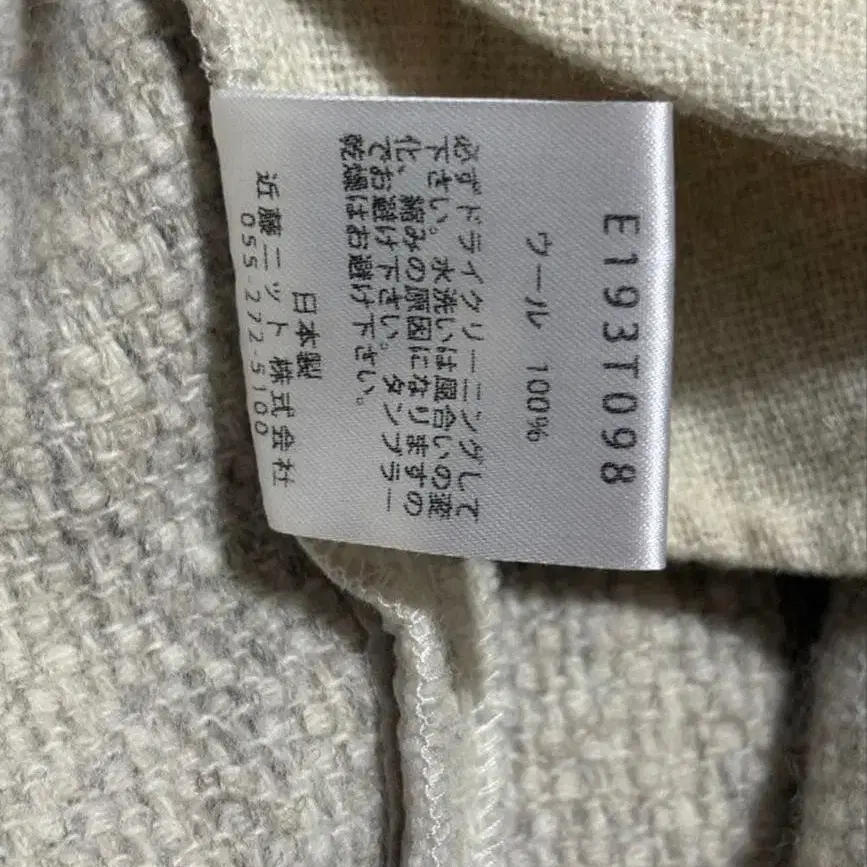 E193T098
ウール 100%
必ずドライクリーニングして
下さい。水洗いは風合いの変
化、縮みの原因になりますの
でお避け下さい。タンブラー
乾燥はお避け下さい。
日本製
近藤ニット株式会社
055-272-5100